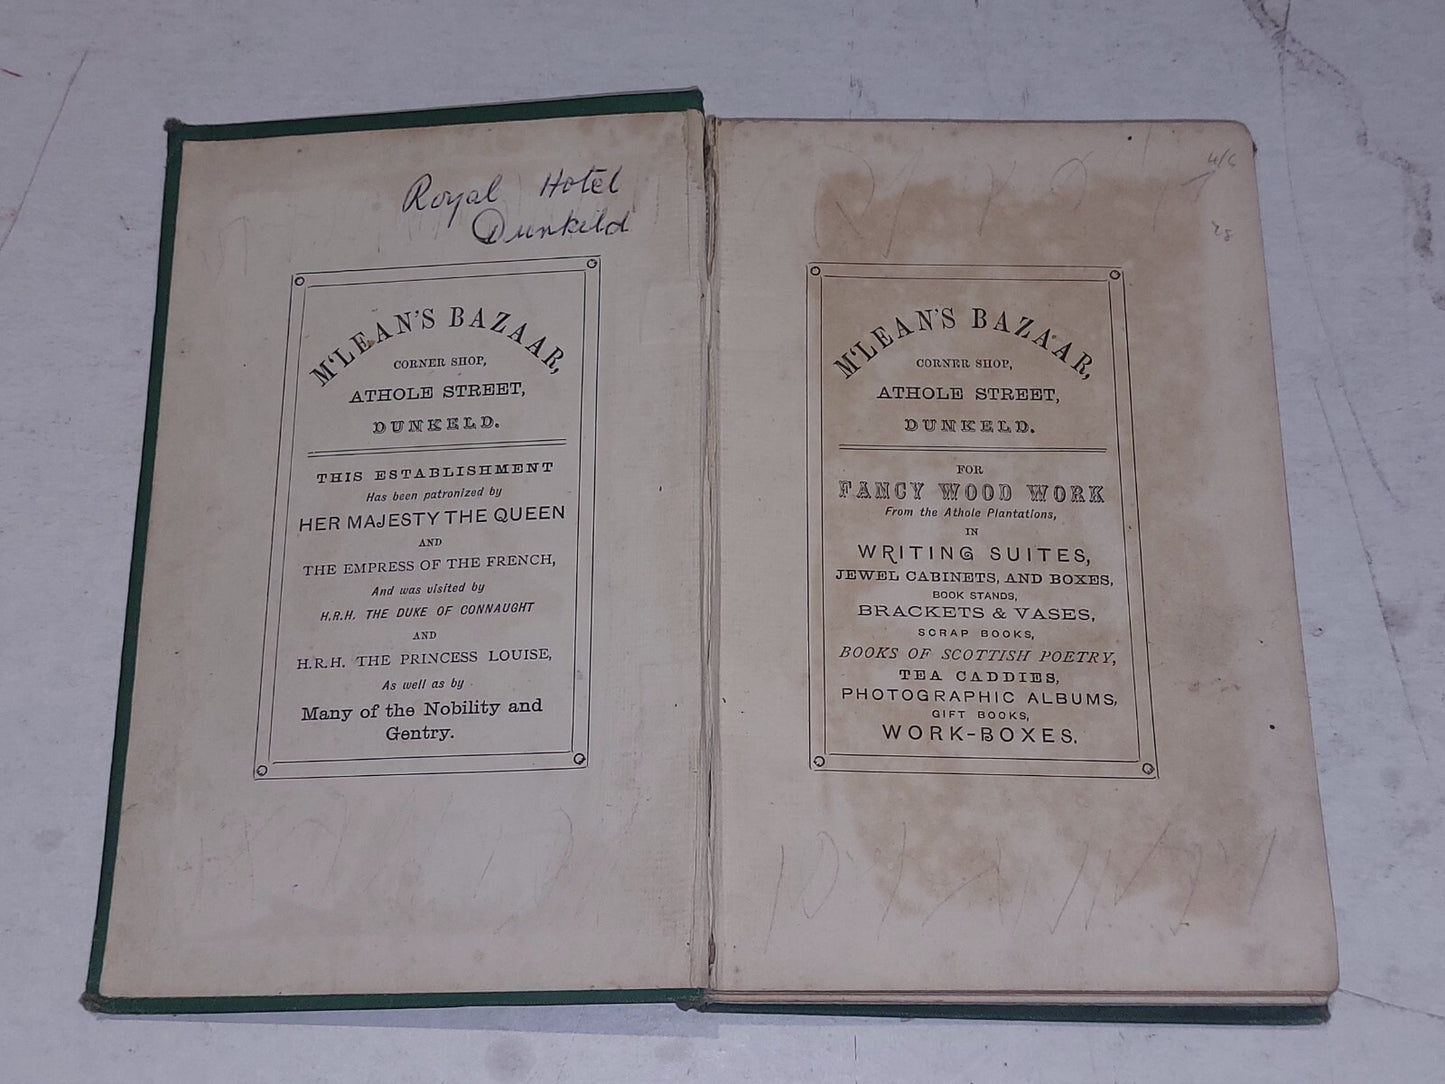 Royal Hotel
Dunkeld
M'LEAN'S BAZAAR,
CORNER SHOP,
ATHOLE STREET,
DUNKELD.
THIS ESTABLISHMENT
Has been patronized by
HER MAJESTY THE QUEEN
AND
THE EMPRESS OF THE FRENCH,
And was visited by
H.R.H. THE DUKE OF CONNAUGHT
AND
H.R.H. THE PRINCESS LOUISE,
As well as by
Many of the Nobility and
Gentry.
4/6
M'LEAN'S BAZAAR,
CORNER SHOP,
ATHOLE STREET,
DUNKELD.
FOR
FANCY WOOD WORK
From the Athole Plantations,
IN
WRITING SUITES,
JEWEL CABINETS, AND BOXES,
BOOK STANDS,
BRACKETS & VASES,
SCRAP BOOKS,
BOOKS OF SCOTTISH POETRY,
TEA CADDIES,
PHOTOGRAPHIC ALBUMS,
GIFT BOOKS,
WORK-BOXES.